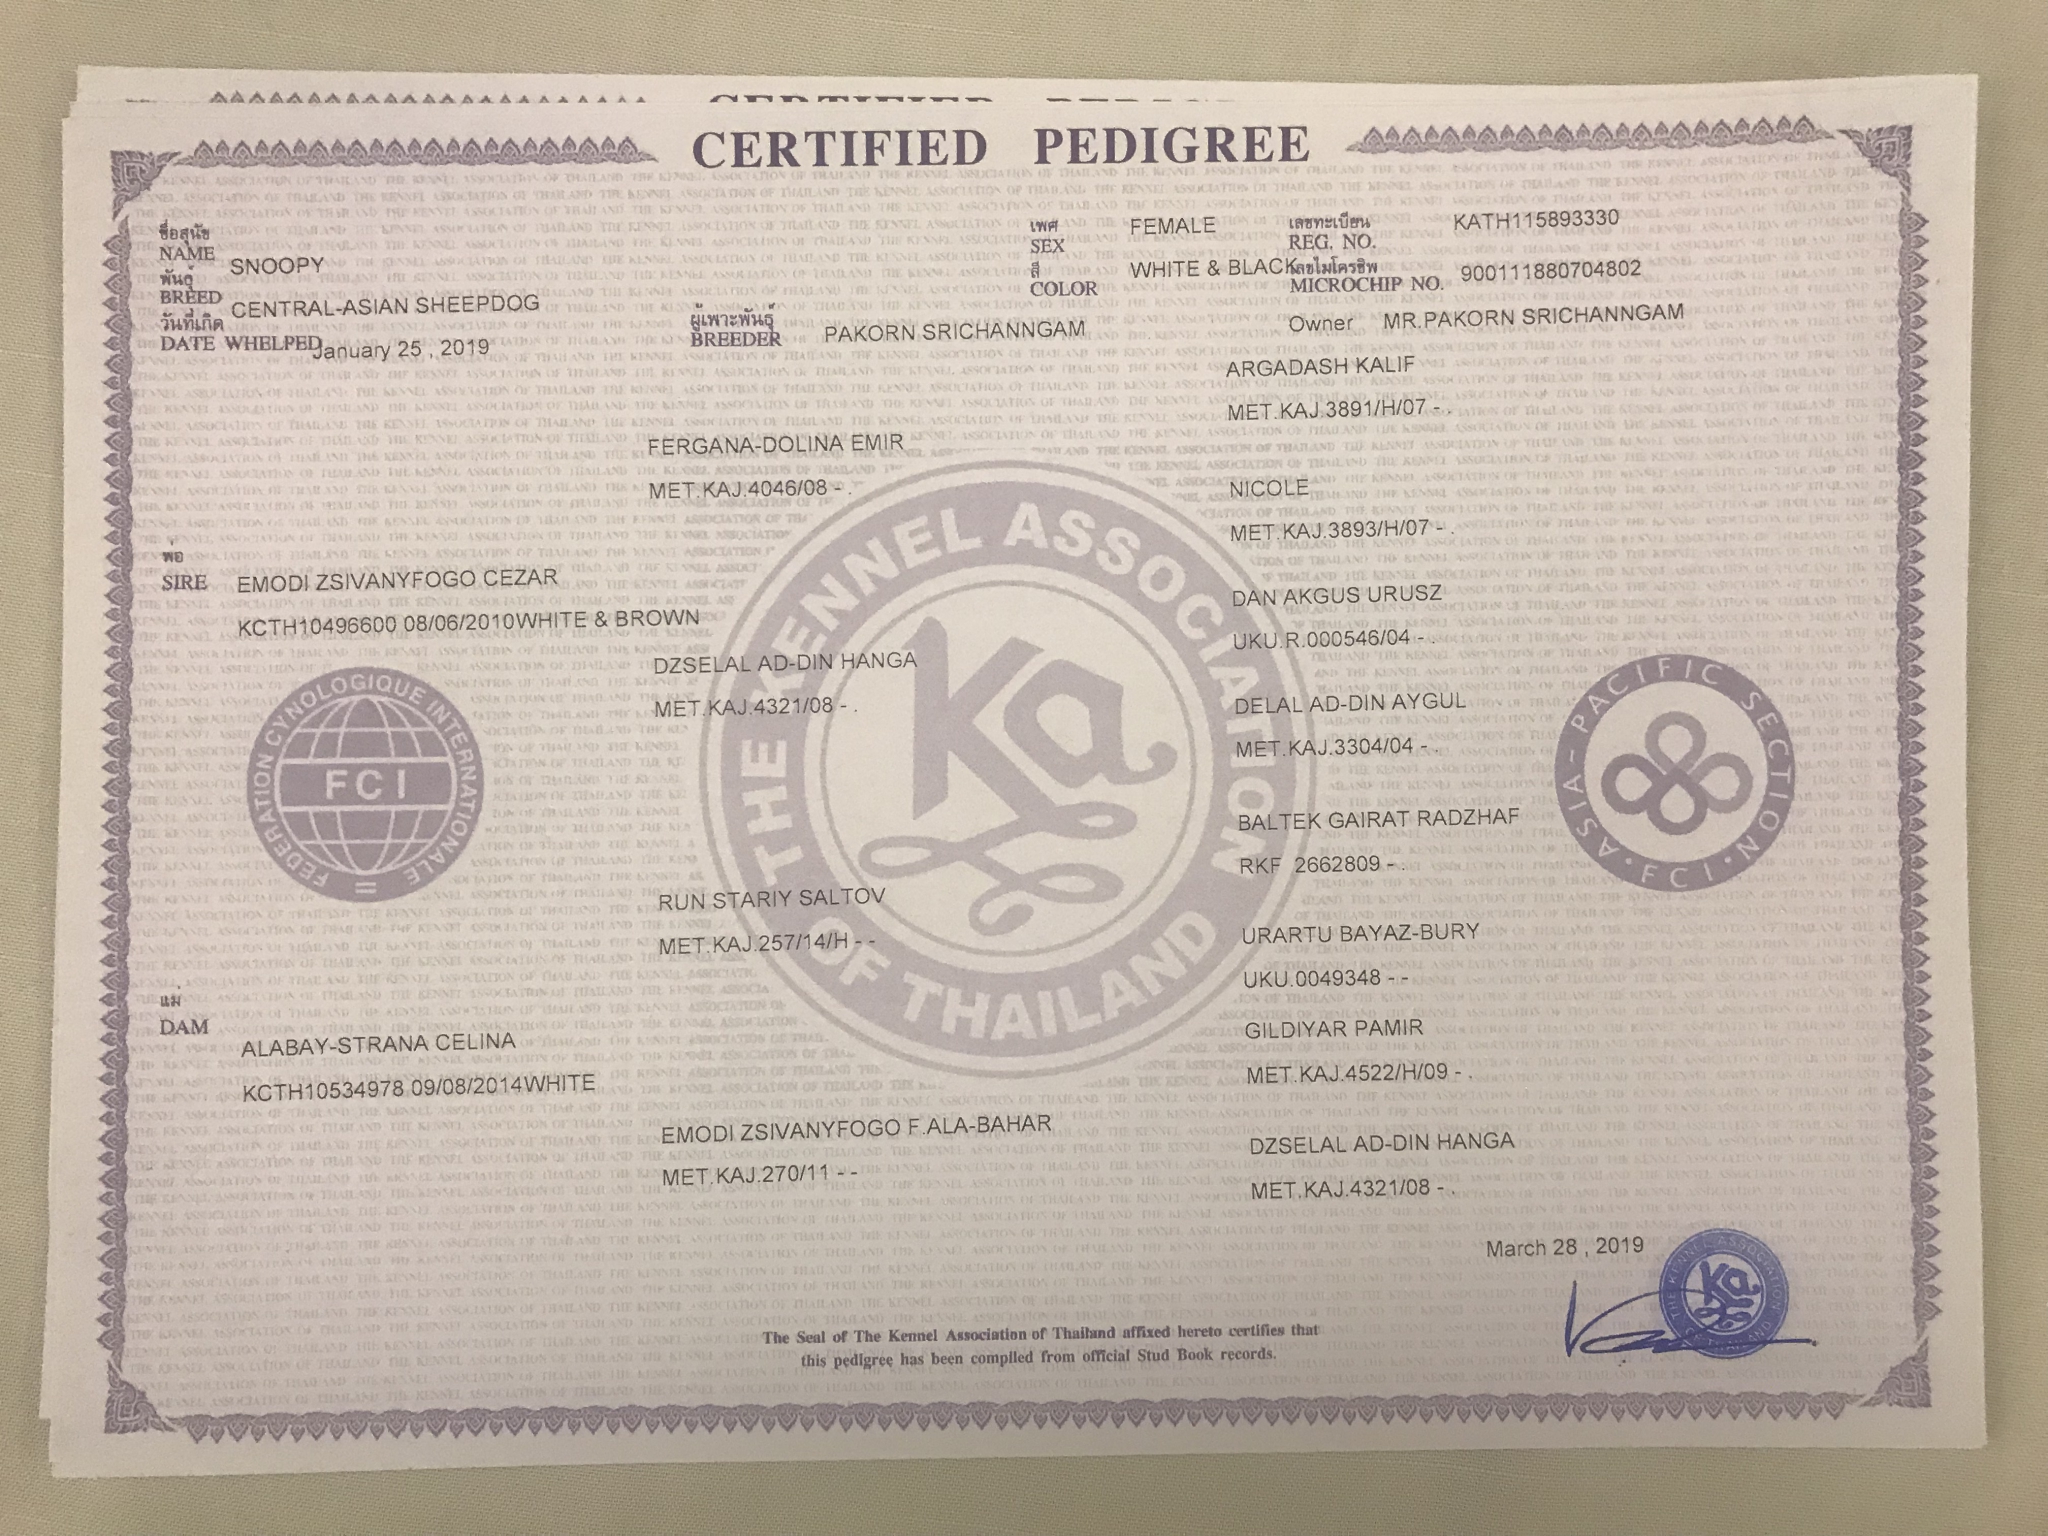 CERTIFIED PEDIGREE
ชื่อสุนัข
NAME SNOOPY
พันธุ์
BREED CENTRAL-ASIAN SHEEPDOG
วันที่เกิด
DATE WHELPED January 25 , 2019
ผู้เพาะพันธุ์
BREEDER PAKORN SRICHANNGAM
เพศ
SEX FEMALE
สี
COLOR WHITE & BLACK
เลขทะเบียน
REG. NO. KATH115893330
เลขไมโครชิพ
MICROCHIP NO. 900111880704802
Owner MR.PAKORN SRICHANNGAM
พ่อ
SIRE EMODI ZSIVANYFOGO CEZAR
KCTH10496600 08/06/2010WHITE & BROWN
แม่
DAM
ALABAY-STRANA CELINA
KCTH10534978 09/08/2014WHITE
FERGANA-DOLINA EMIR
MET.KAJ.4046/08 - .
DZSELAL AD-DIN HANGA
MET.KAJ.4321/08 - .
RUN STARIY SALTOV
MET.KAJ.257/14/H - -
EMODI ZSIVANYFOGO F.ALA-BAHAR
MET.KAJ.270/11 - -
ARGADASH KALIF
MET.KAJ.3891/H/07 - .
NICOLE
MET.KAJ.3893/H/07 - .
DAN AKGUS URUSZ
UKU.R.000546/04 - .
DELAL AD-DIN AYGUL
MET.KAJ.3304/04 - .
BALTEK GAIRAT RADZHAF
RKF 2662809 - .
URARTU BAYAZ-BURY
UKU.0049348 - -
GILDIYAR PAMIR
MET.KAJ.4522/H/09 - .
DZSELAL AD-DIN HANGA
MET.KAJ.4321/08 - .
FEDERATION CYNOLOGIQUE INTERNATIONALE
FCI
THE KENNEL ASSOCIATION OF THAILAND
Ka
ASIA-PACIFIC SECTION
FCI
March 28 , 2019
THE KENNEL ASSOCIATION OF THAILAND
Ka
The Seal of The Kennel Association of Thailand affixed hereto certifies that
this pedigree has been compiled from official Stud Book records.